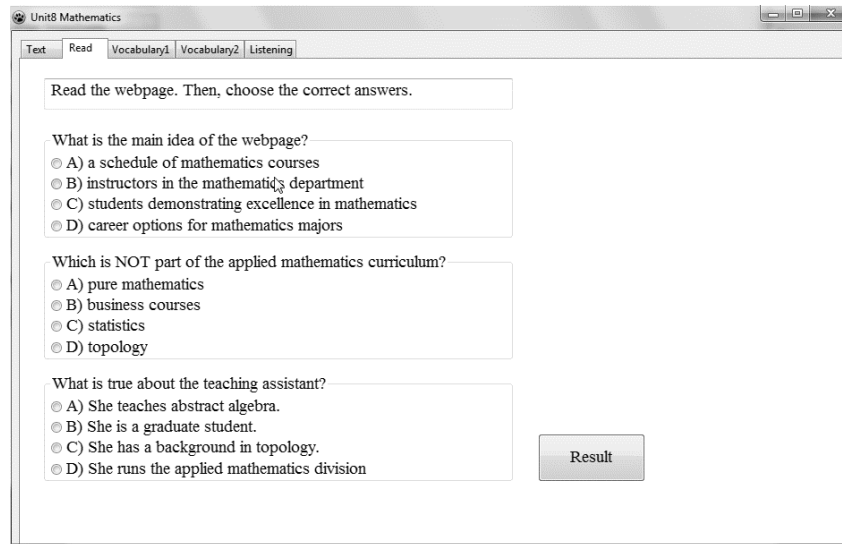 Unit8 Mathematics
Text Read Vocabulary1 Vocabulary2 Listening
Read the webpage. Then, choose the correct answers.
What is the main idea of the webpage?
A) a schedule of mathematics courses
B) instructors in the mathematics department
C) students demonstrating excellence in mathematics
D) career options for mathematics majors
Which is NOT part of the applied mathematics curriculum?
A) pure mathematics
B) business courses
C) statistics
D) topology
What is true about the teaching assistant?
A) She teaches abstract algebra.
B) She is a graduate student.
C) She has a background in topology.
D) She runs the applied mathematics division
Result